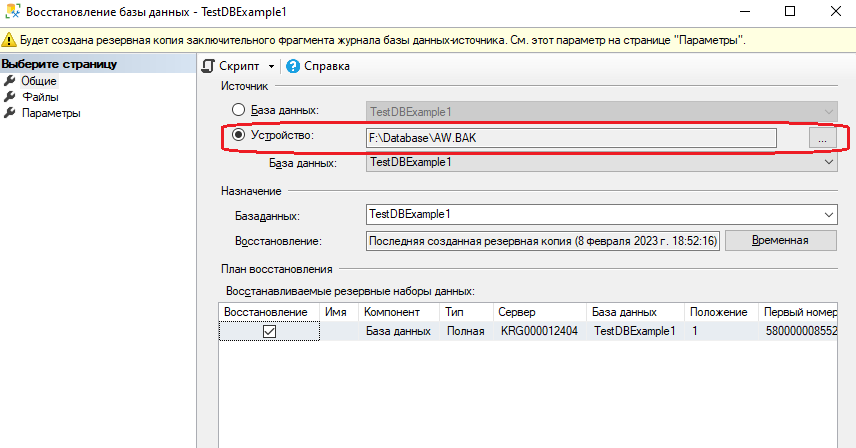 Восстановление базы данных - TestDBExample1
Будет создана резервная копия заключительного фрагмента журнала базы данных-источника. См. этот параметр на странице "Параметры".
Выберите страницу
Общие
Файлы
Параметры
Скрипт
Справка
Источник
База данных: TestDBExample1
Устройство: F:\Database\AW.BAK ...
База данных: TestDBExample1
Назначение
Базаданных: TestDBExample1
Восстановление: Последняя созданная резервная копия (8 февраля 2023 г. 18:52:16) Временная
План восстановления
Восстанавливаемые резервные наборы данных:
Восстановление Имя Компонент Тип Сервер База данных Положение Первый номер
База данных Полная KRG000012404 TestDBExample1 1 580000008552